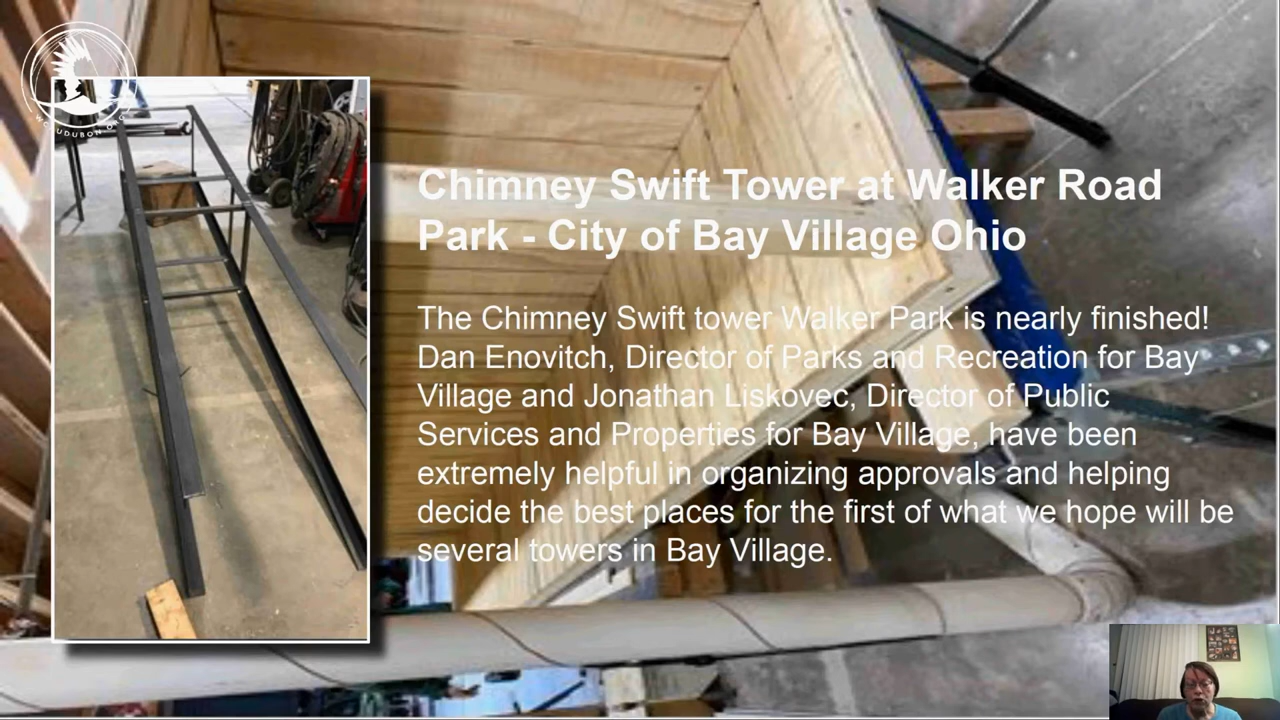 WC UDUBON.ORG
Chimney Swift Tower at Walker Road
Park - City of Bay Village Ohio
The Chimney Swift tower Walker Park is nearly finished!
Dan Enovitch, Director of Parks and Recreation for Bay
Village and Jonathan Liskovec, Director of Public
Services and Properties for Bay Village, have been
extremely helpful in organizing approvals and helping
decide the best places for the first of what we hope will be
several towers in Bay Village.